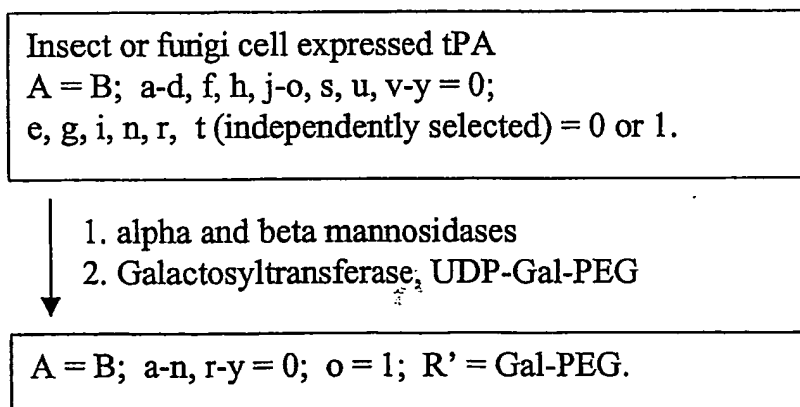 Insect or fungi cell expressed tPA
A = B; a-d, f, h, j-o, s, u, v-y = 0;
e, g, i, n, r, t (independently selected) = 0 or 1.
1. alpha and beta mannosidases
2. Galactosyltransferase, UDP-Gal-PEG
A = B; a-n, r-y = 0; o = 1; R' = Gal-PEG.